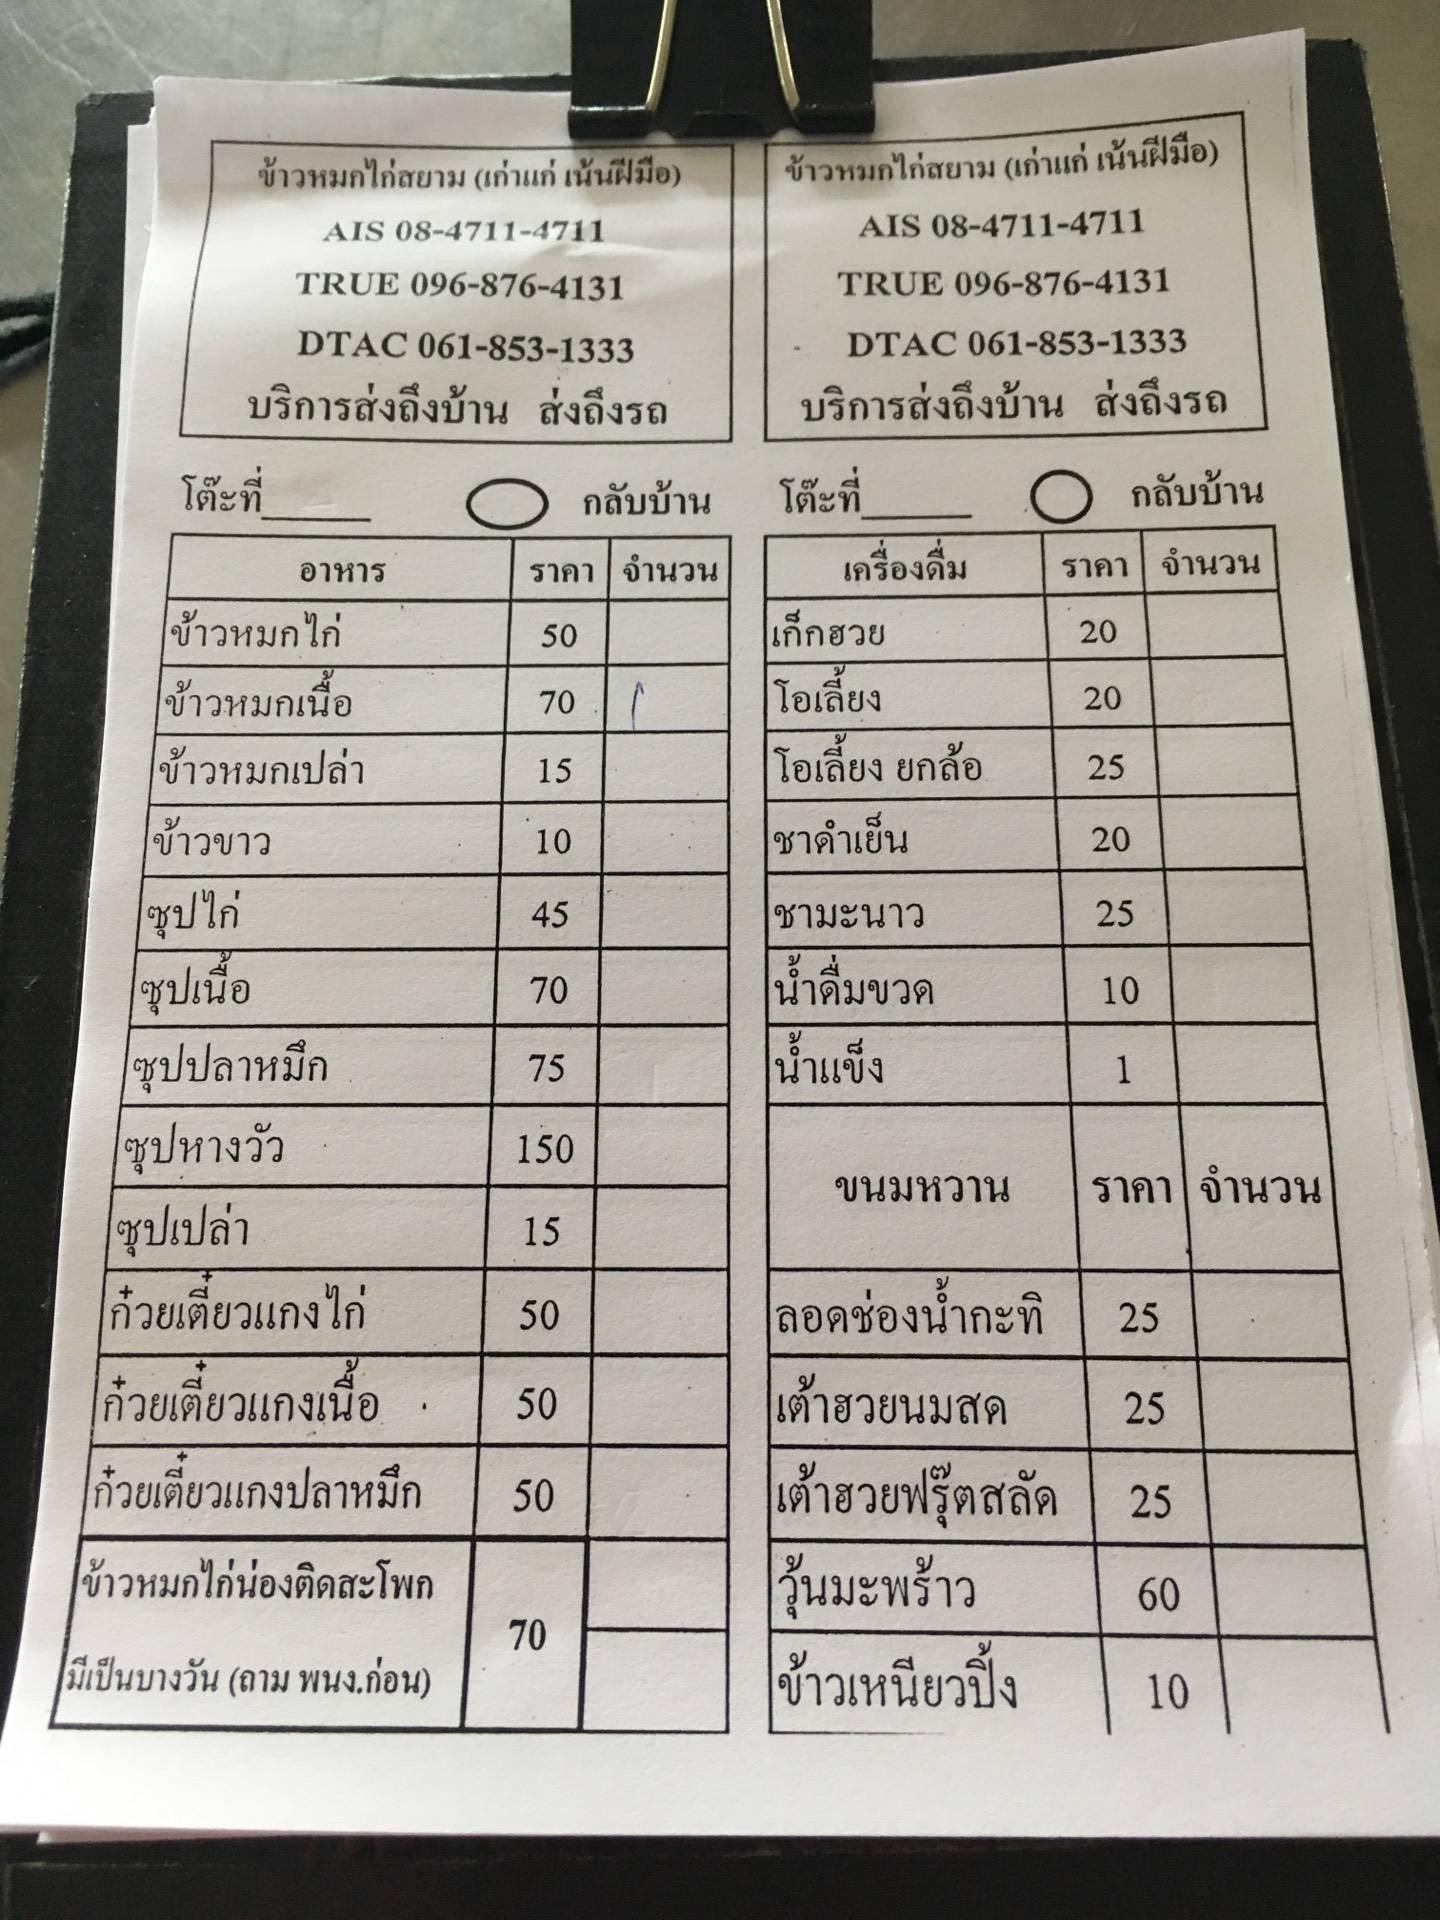 ข้าวหมกไก่สยาม (เก่าแก่ เน้นฝีมือ)
AIS 08-4711-4711
TRUE 096-876-4131
DTAC 061-853-1333
บริการส่งถึงบ้าน ส่งถึงรถ
โต๊ะที่_____ กลับบ้าน
อาหาร ราคา จำนวน
ข้าวหมกไก่ 50
ข้าวหมกเนื้อ 70 /
ข้าวหมกเปล่า 15
ข้าวขาว 10
ซุปไก่ 45
ซุปเนื้อ 70
ซุปปลาหมึก 75
ซุปหางวัว 150
ซุปเปล่า 15
ก๋วยเตี๋ยวแกงไก่ 50
ก๋วยเตี๋ยวแกงเนื้อ 50
ก๋วยเตี๋ยวแกงปลาหมึก 50
ข้าวหมกไก่น่องติดสะโพก 70
มีเป็นบางวัน (ถาม พนง.ก่อน)
ข้าวหมกไก่สยาม (เก่าแก่ เน้นฝีมือ)
AIS 08-4711-4711
TRUE 096-876-4131
DTAC 061-853-1333
บริการส่งถึงบ้าน ส่งถึงรถ
โต๊ะที่_____ กลับบ้าน
เครื่องดื่ม ราคา จำนวน
เก็กฮวย 20
โอเลี้ยง 20
โอเลี้ยง ยกล้อ 25
ชาดำเย็น 20
ชามะนาว 25
น้ำดื่มขวด 10
น้ำแข็ง 1
ขนมหวาน ราคา จำนวน
ลอดช่องน้ำกะทิ 25
เต้าฮวยนมสด 25
เต้าฮวยฟรุ๊ตสลัด 25
วุ้นมะพร้าว 60
ข้าวเหนียวปิ้ง 10